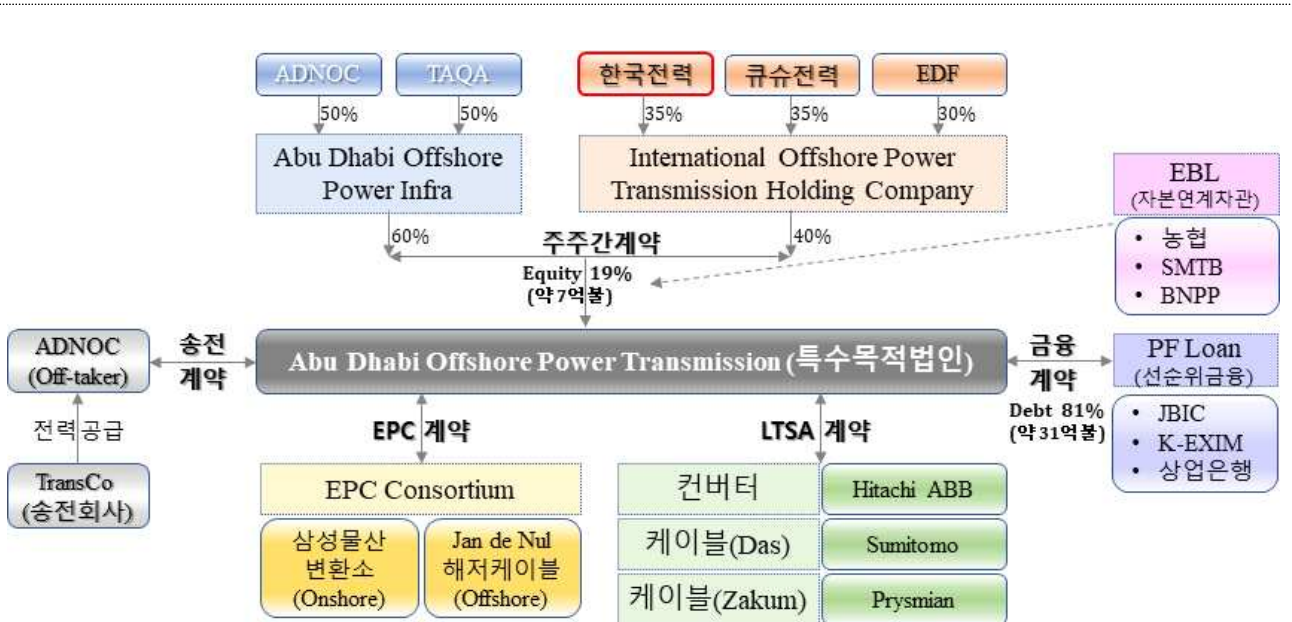 ADNOC
TAQA
한국전력
큐슈전력
EDF
50%
50%
35%
35%
30%
Abu Dhabi Offshore
Power Infra
International Offshore Power
Transmission Holding Company
EBL
(자본연계차관)
• 농협
• SMTB
• BNPP
60%
주주간계약
40%
Equity 19%
(약7억불)
ADNOC
(Off-taker)
송전
계약
Abu Dhabi Offshore Power Transmission (특수목적법인)
금융
계약
Debt 81%
(약31억불)
PF Loan
(선순위금융)
• JBIC
• K-EXIM
• 상업은행
전력공급
TransCo
(송전회사)
EPC 계약
LTSA 계약
EPC Consortium
삼성물산
변환소
(Onshore)
Jan de Nul
해저케이블
(Offshore)
컨버터
Hitachi ABB
케이블(Das)
Sumitomo
케이블(Zakum)
Prysmian